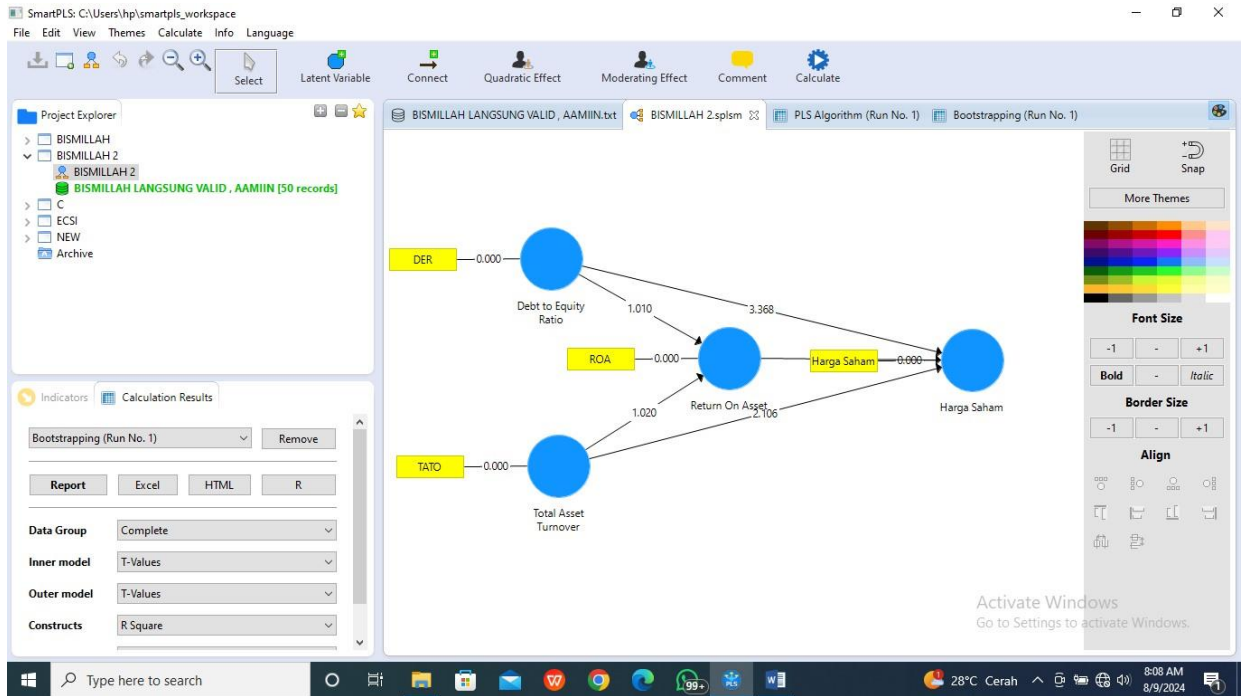 SmartPLS: C:\Users\hp\smartpls_workspace
File Edit View Themes Calculate Info Language
Select
Latent Variable
Connect
Quadratic Effect
Moderating Effect
Comment
Calculate
Project Explorer
BISMILLAH
BISMILLAH 2
BISMILLAH 2
BISMILLAH LANGSUNG VALID , AAMIIN [50 records]
C
ECSI
NEW
Archive
Indicators
Calculation Results
Bootstrapping (Run No. 1)
Remove
Report
Excel
HTML
R
Data Group
Complete
Inner model
T-Values
Outer model
T-Values
Constructs
R Square
BISMILLAH LANGSUNG VALID , AAMIIN.txt
BISMILLAH 2.splsm
PLS Algorithm (Run No. 1)
Bootstrapping (Run No. 1)
DER
0.000
Debt to Equity
Ratio
1.010
3.368
ROA
0.000
Return On Asset
Harga Saham
0.000
Harga Saham
1.020
2.106
TATO
0.000
Total Asset
Turnover
Grid
Snap
More Themes
Font Size
-1
-
+1
Bold
-
Italic
Border Size
-1
-
+1
Align
Activate Windows
Go to Settings to activate Windows.
Type here to search
99+
PLS
28°C Cerah
8:08 AM
8/9/2024